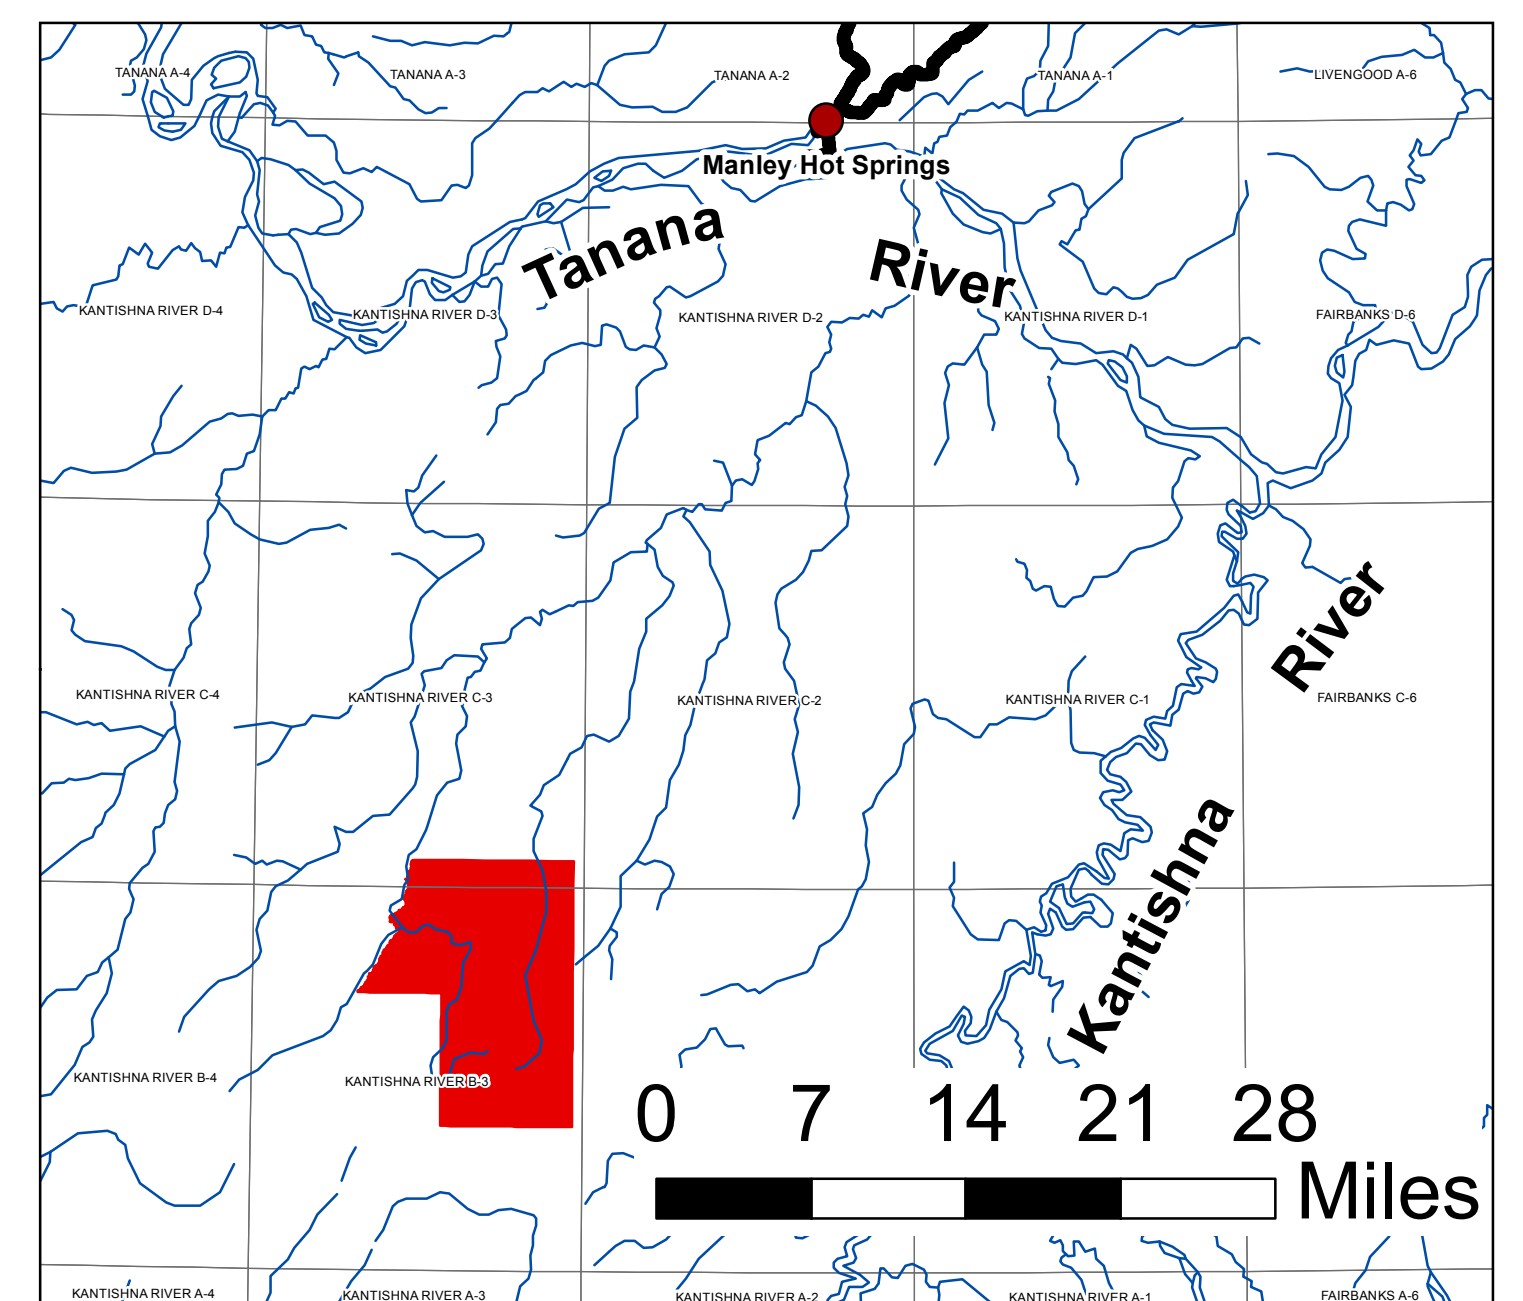 TANANA A-4
TANANA A-3
TANANA A-2
TANANA A-1
LIVENGOOD A-6
Manley Hot Springs
Tanana
River
KANTISHNA RIVER D-4
KANTISHNA RIVER D-3
KANTISHNA RIVER D-2
KANTISHNA RIVER D-1
FAIRBANKS D-6
River
KANTISHNA RIVER C-4
KANTISHNA RIVER C-3
KANTISHNA RIVER C-2
KANTISHNA RIVER C-1
FAIRBANKS C-6
Kantishna
KANTISHNA RIVER B-4
KANTISHNA RIVER B-3
0 7 14 21 28
Miles
KANTISHNA RIVER A-4
KANTISHNA RIVER A-3
KANTISHNA RIVER A-2
KANTISHNA RIVER A-1
FAIRBANKS A-6